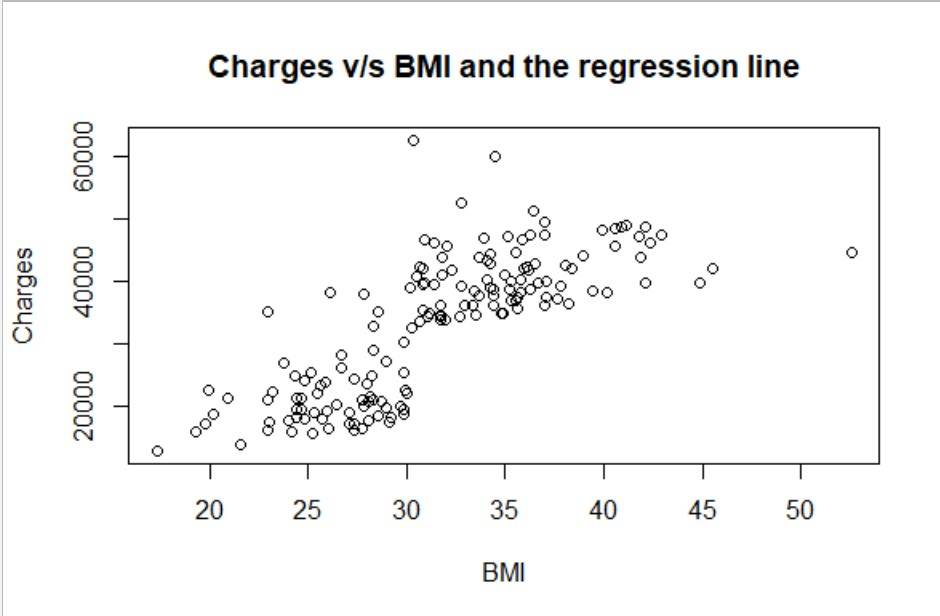 Charges v/s BMI and the regression line
60000
40000
20000
Charges
20 25 30 35 40 45 50
BMI